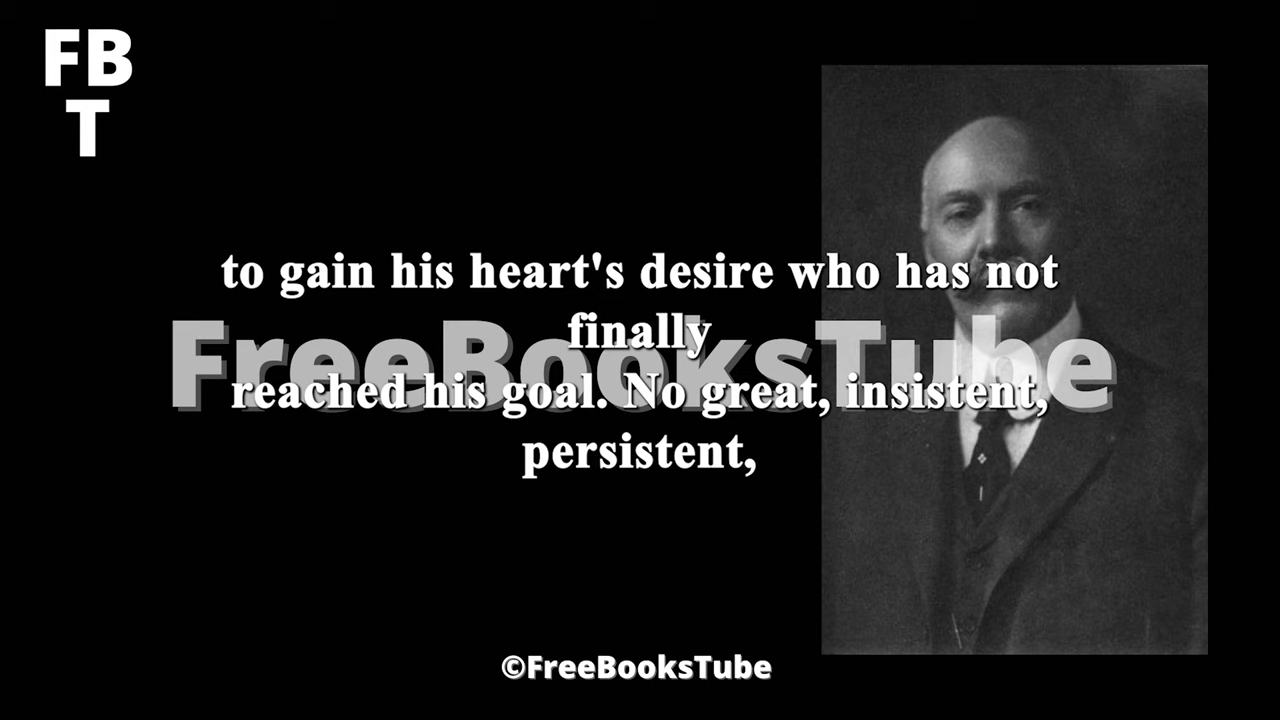 FB
T
to gain his heart's desire who has not
finally
FreeBooksTube
reached his goal. No great, insistent,
persistent,
©FreeBooksTube